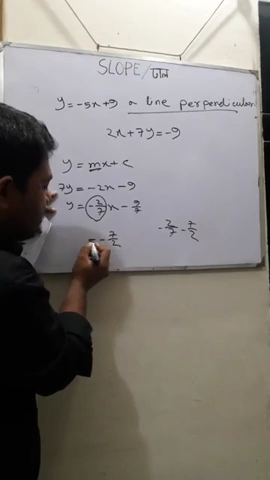 SLOPE/ঢাল
y=-5x+9 a line perpendicular
2x+7y=-9
y = mx+c
7y = -2x-9
y = -2/7 x - 9/7
-2/7 -7/2
- -7/2